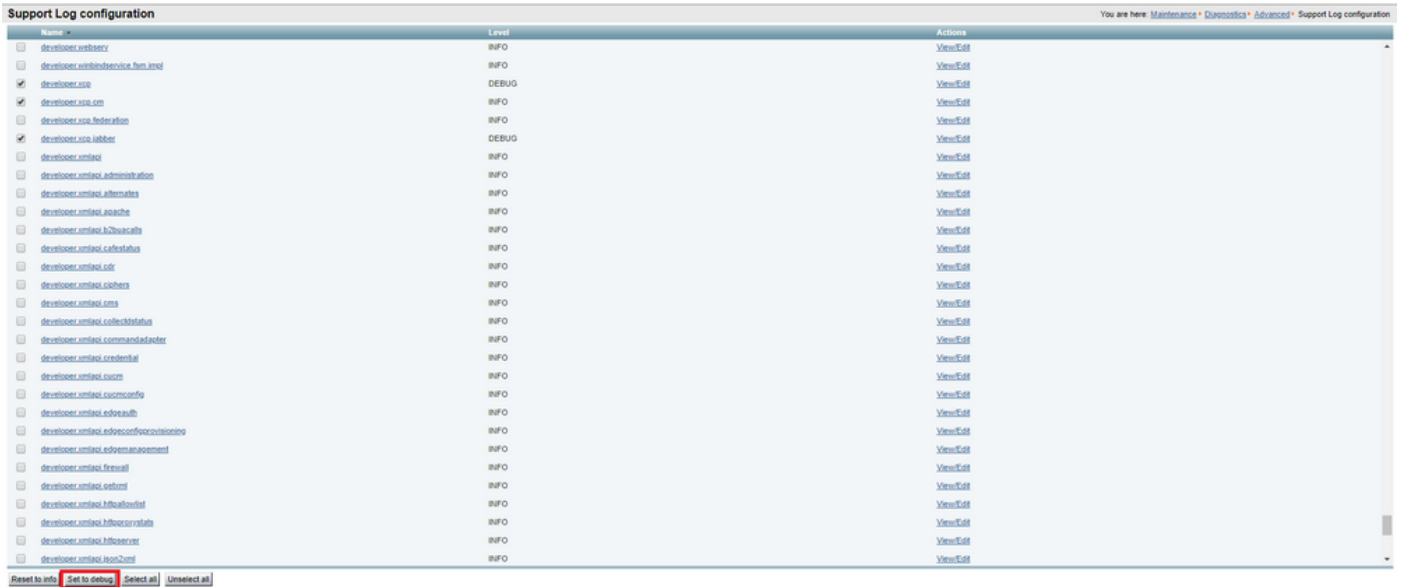 Support Log configuration
You are here: Maintenance Diagnostics Advanced Support Log configuration
Name Level Actions
developer.webserv INFO View/Edit
developer.winbindservice.fsm.impl INFO View/Edit
developer.xcp DEBUG View/Edit
developer.xcp.cm INFO View/Edit
developer.xcp.federation INFO View/Edit
developer.xcp.jabber DEBUG View/Edit
developer.xmlapi INFO View/Edit
developer.xmlapi.administration INFO View/Edit
developer.xmlapi.alternates INFO View/Edit
developer.xmlapi.apache INFO View/Edit
developer.xmlapi.b2buacalls INFO View/Edit
developer.xmlapi.cafestatus INFO View/Edit
developer.xmlapi.cdr INFO View/Edit
developer.xmlapi.ciphers INFO View/Edit
developer.xmlapi.cms INFO View/Edit
developer.xmlapi.collectdstatus INFO View/Edit
developer.xmlapi.commandadapter INFO View/Edit
developer.xmlapi.credential INFO View/Edit
developer.xmlapi.cucm INFO View/Edit
developer.xmlapi.cucmconfig INFO View/Edit
developer.xmlapi.edgeauth INFO View/Edit
developer.xmlapi.edgeconfigprovisioning INFO View/Edit
developer.xmlapi.edgemanagement INFO View/Edit
developer.xmlapi.firewall INFO View/Edit
developer.xmlapi.getxml INFO View/Edit
developer.xmlapi.httpallowlist INFO View/Edit
developer.xmlapi.httpproxystats INFO View/Edit
developer.xmlapi.httpserver INFO View/Edit
developer.xmlapi.json2xml INFO View/Edit
Reset to info Set to debug Select all Unselect all